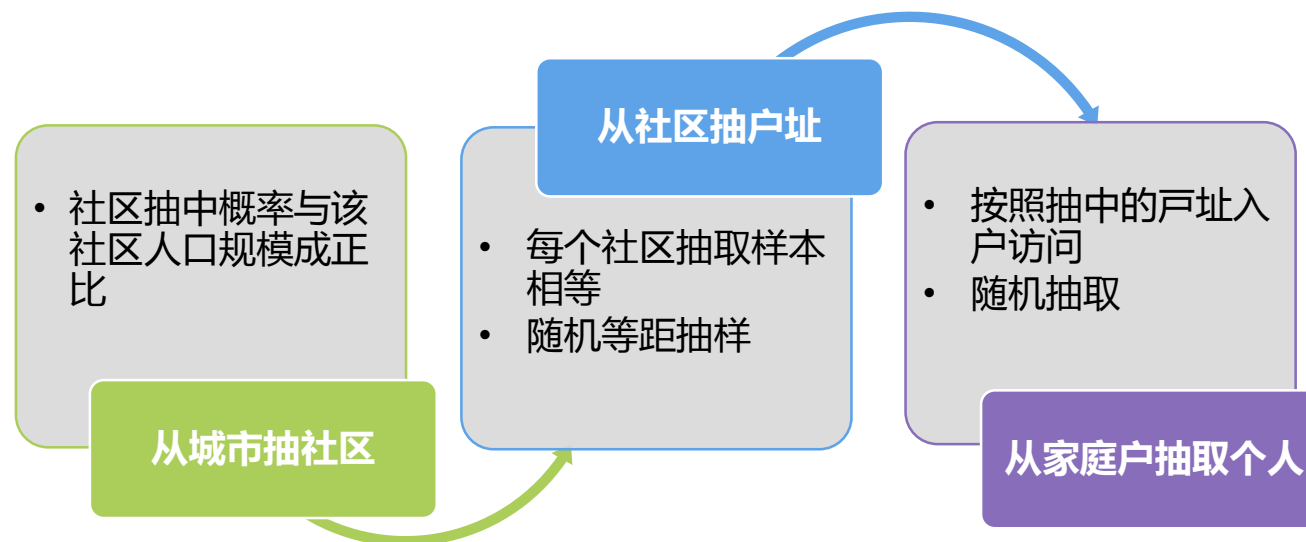 • 社区抽中概率与该
社区人口规模成正
比
从城市抽社区
从社区抽户址
• 每个社区抽取样本
相等
• 随机等距抽样
• 按照抽中的戸址入
户访问
• 随机抽取
从家庭户抽取个人